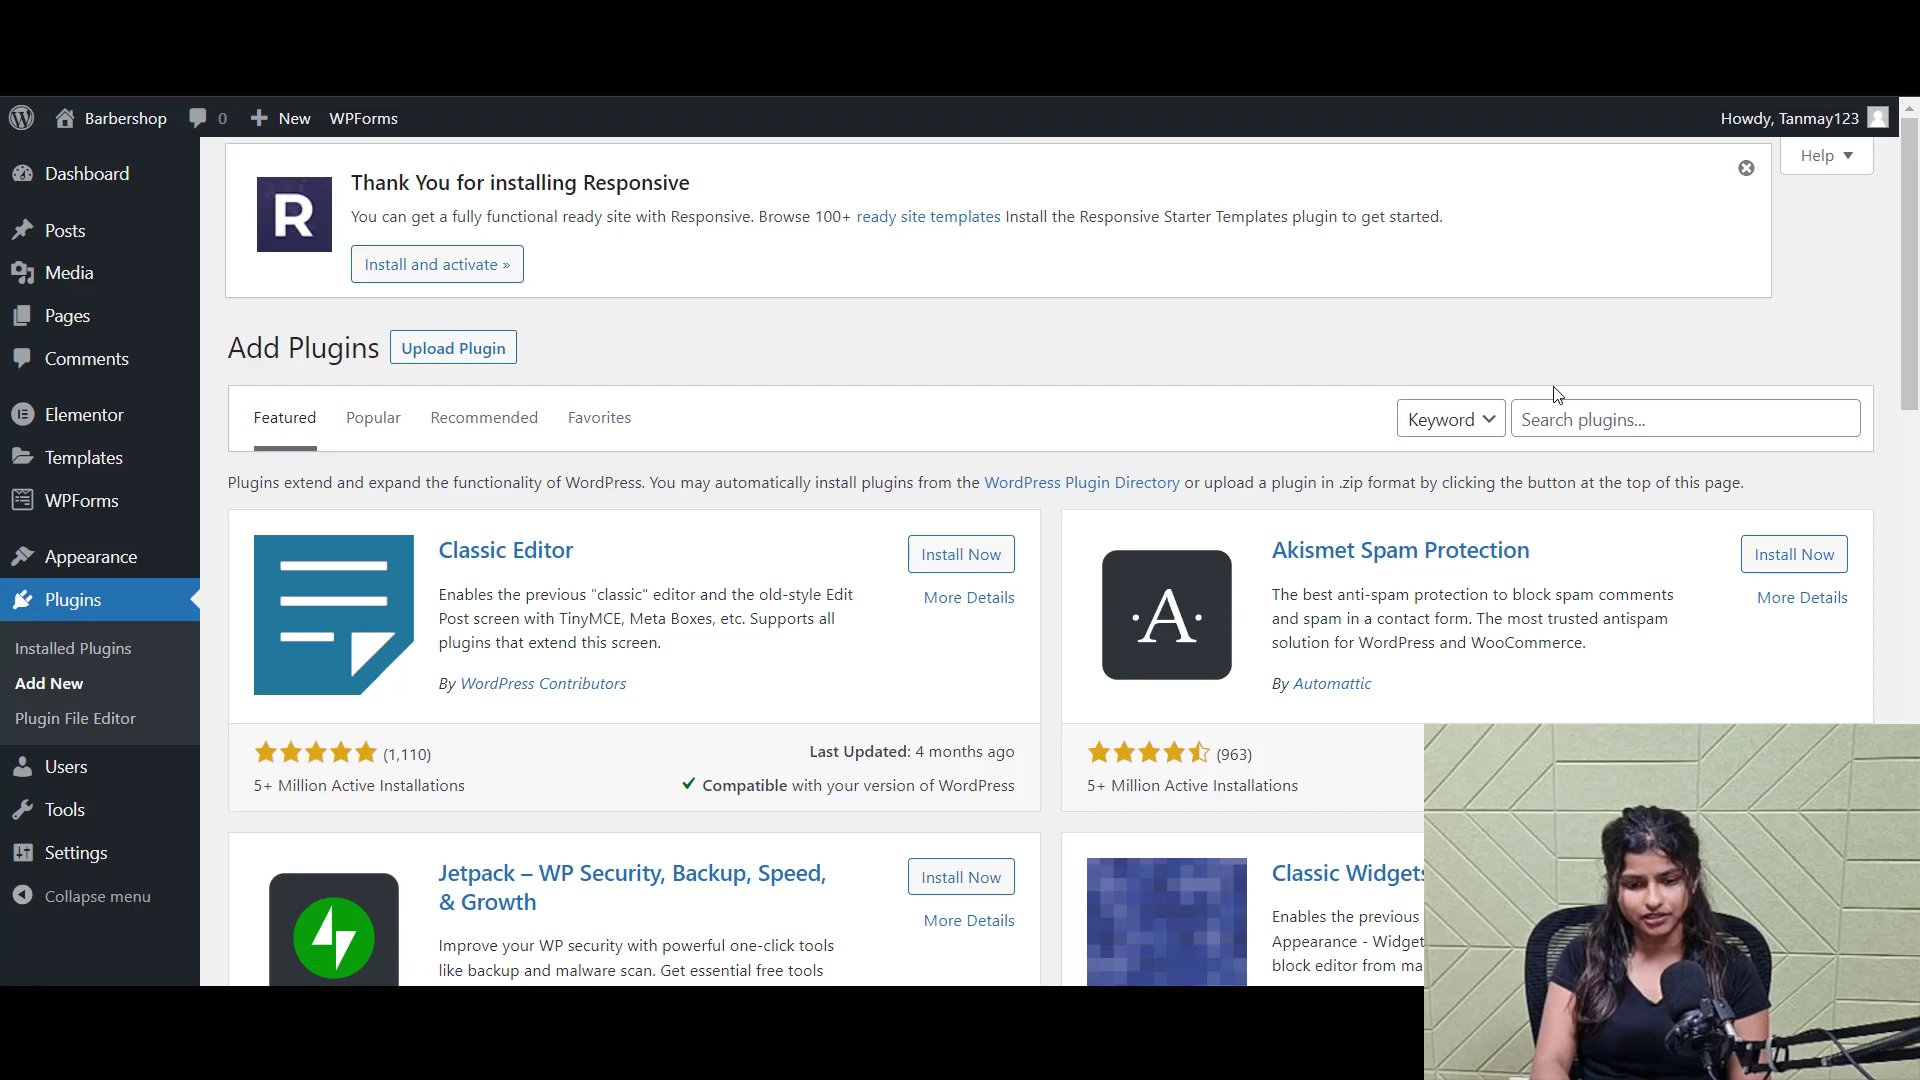 Barbershop 0 New WPForms Howdy, Tanmay123
Help
Dashboard
Posts
Media
Pages
Comments
Elementor
Templates
WPForms
Appearance
Plugins
Installed Plugins
Add New
Plugin File Editor
Users
Tools
Settings
Collapse menu
R
Thank You for installing Responsive
You can get a fully functional ready site with Responsive. Browse 100+ ready site templates Install the Responsive Starter Templates plugin to get started.
Install and activate »
Add Plugins Upload Plugin
Featured Popular Recommended Favorites Keyword Search plugins...
Plugins extend and expand the functionality of WordPress. You may automatically install plugins from the WordPress Plugin Directory or upload a plugin in .zip format by clicking the button at the top of this page.
Classic Editor
Install Now
More Details
Enables the previous "classic" editor and the old-style Edit
Post screen with TinyMCE, Meta Boxes, etc. Supports all
plugins that extend this screen.
By WordPress Contributors
(1,110)
Last Updated: 4 months ago
5+ Million Active Installations
Compatible with your version of WordPress
·A·
Akismet Spam Protection
Install Now
More Details
The best anti-spam protection to block spam comments
and spam in a contact form. The most trusted antispam
solution for WordPress and WooCommerce.
By Automattic
(963)
5+ Million Active Installations
Jetpack – WP Security, Backup, Speed,
& Growth
Install Now
More Details
Improve your WP security with powerful one-click tools
like backup and malware scan. Get essential free tools
Classic Widgets
Enables the previous
Appearance - Widget
block editor from ma